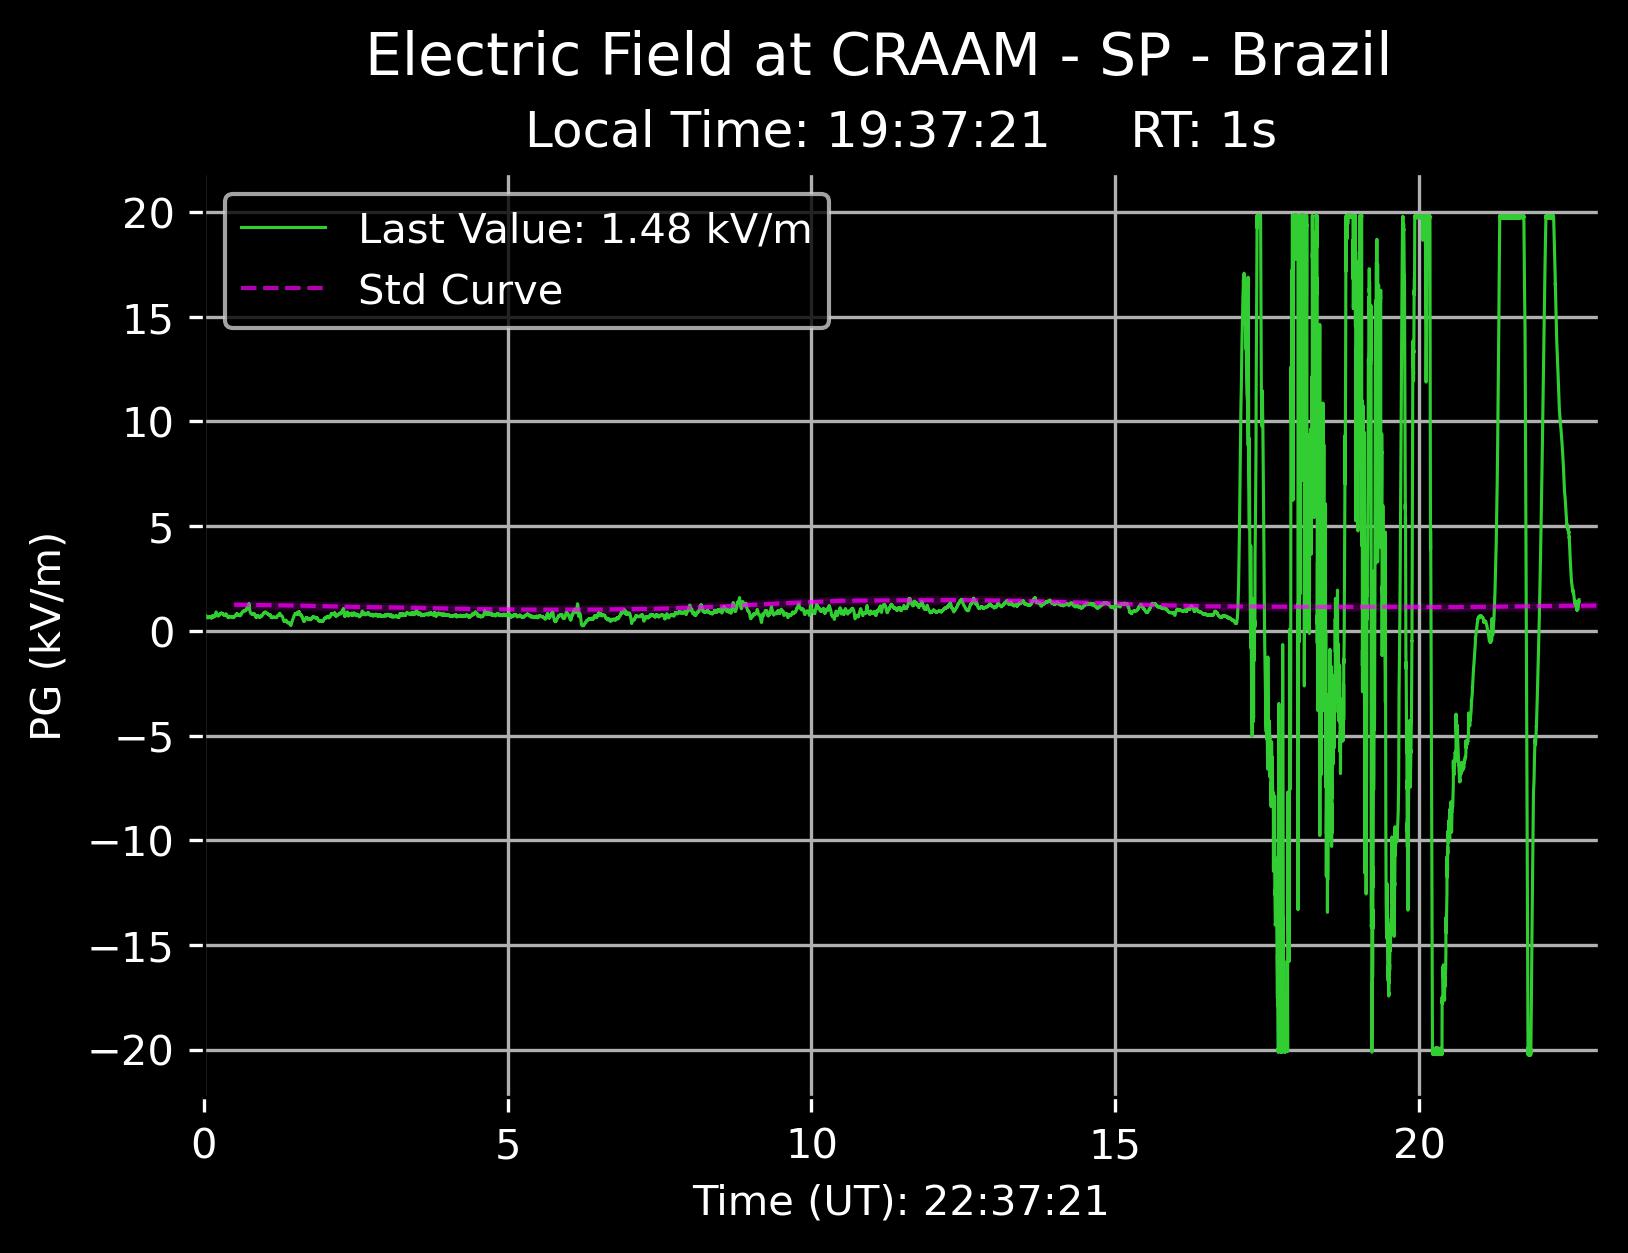 Electric Field at CRAAM - SP - Brazil
Local Time: 19:37:21 RT: 1s
Last Value: 1.48 kV/m
Std Curve
PG (kV/m)
20
15
10
5
0
−5
−10
−15
−20
0 5 10 15 20
Time (UT): 22:37:21